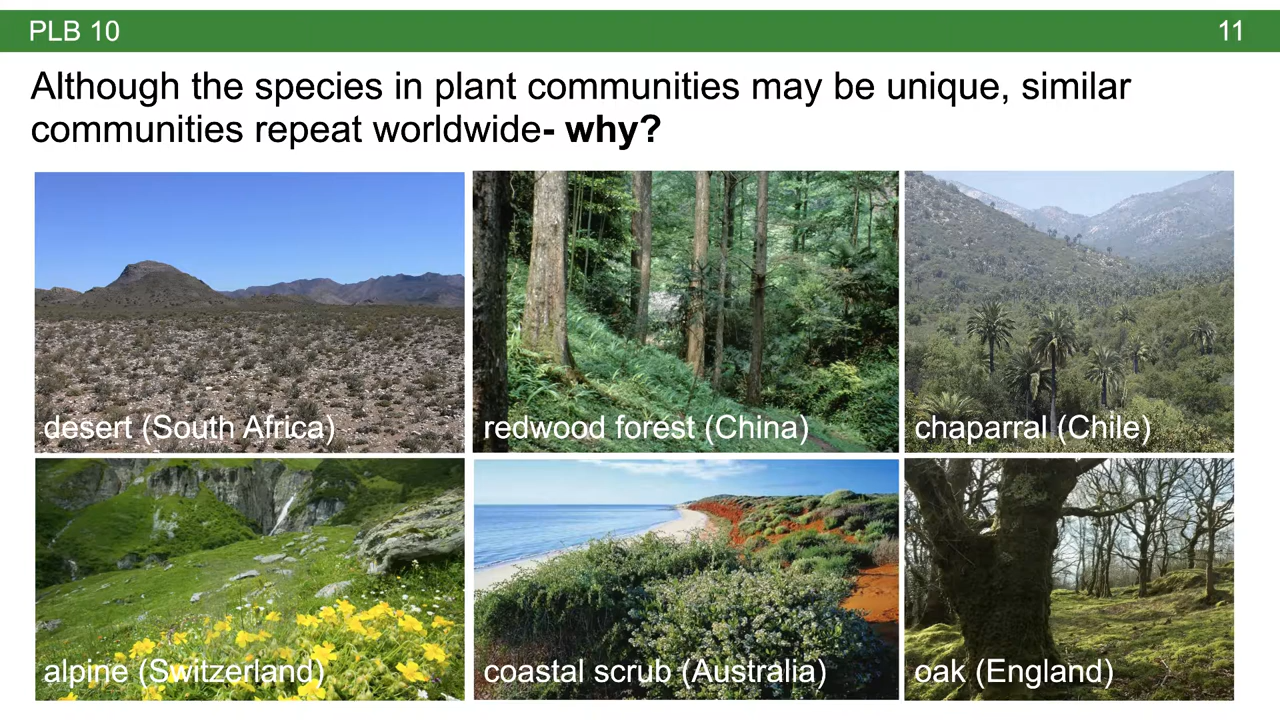 PLB 10
11
Although the species in plant communities may be unique, similar
communities repeat worldwide- why?
desert (South Africa)
redwood forest (China)
chaparral (Chile)
alpine (Switzerland)
coastal scrub (Australia)
oak (England)